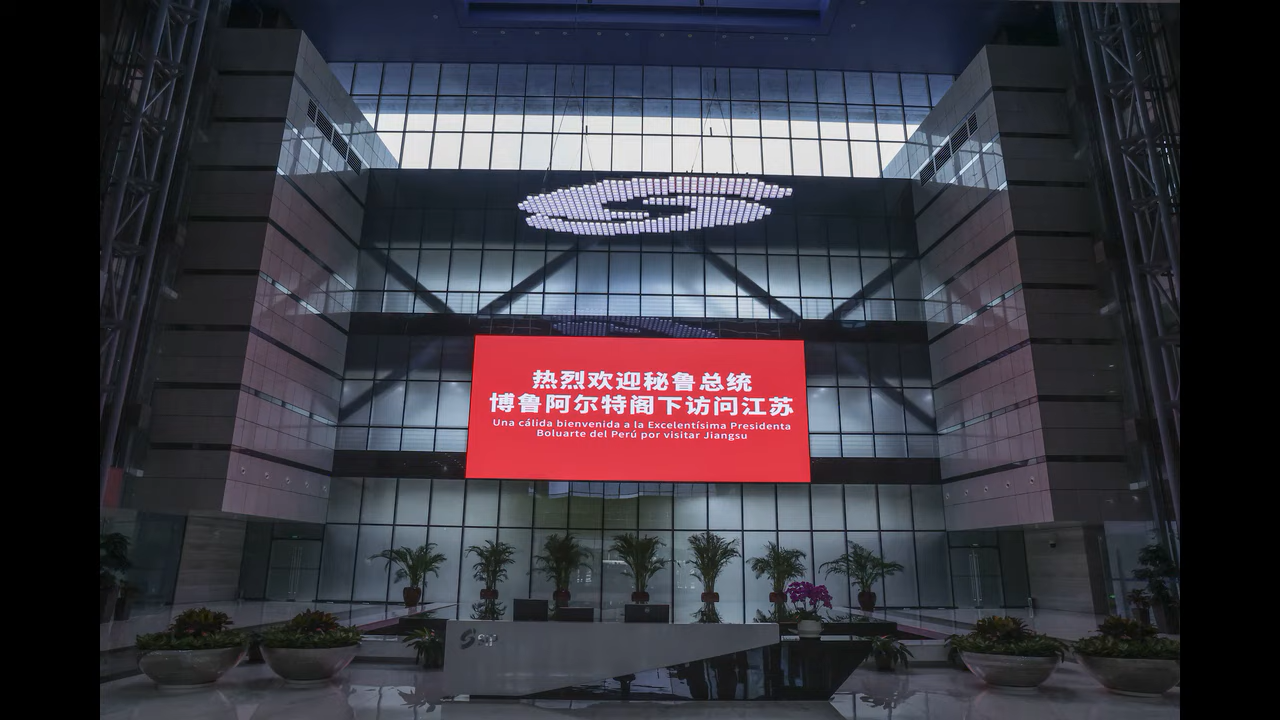 热烈欢迎秘鲁总统
博鲁阿尔特阁下访问江苏
Una cálida bienvenida a la Excelentísima Presidenta
Boluarte del Perú por visitar Jiangsu
SIP